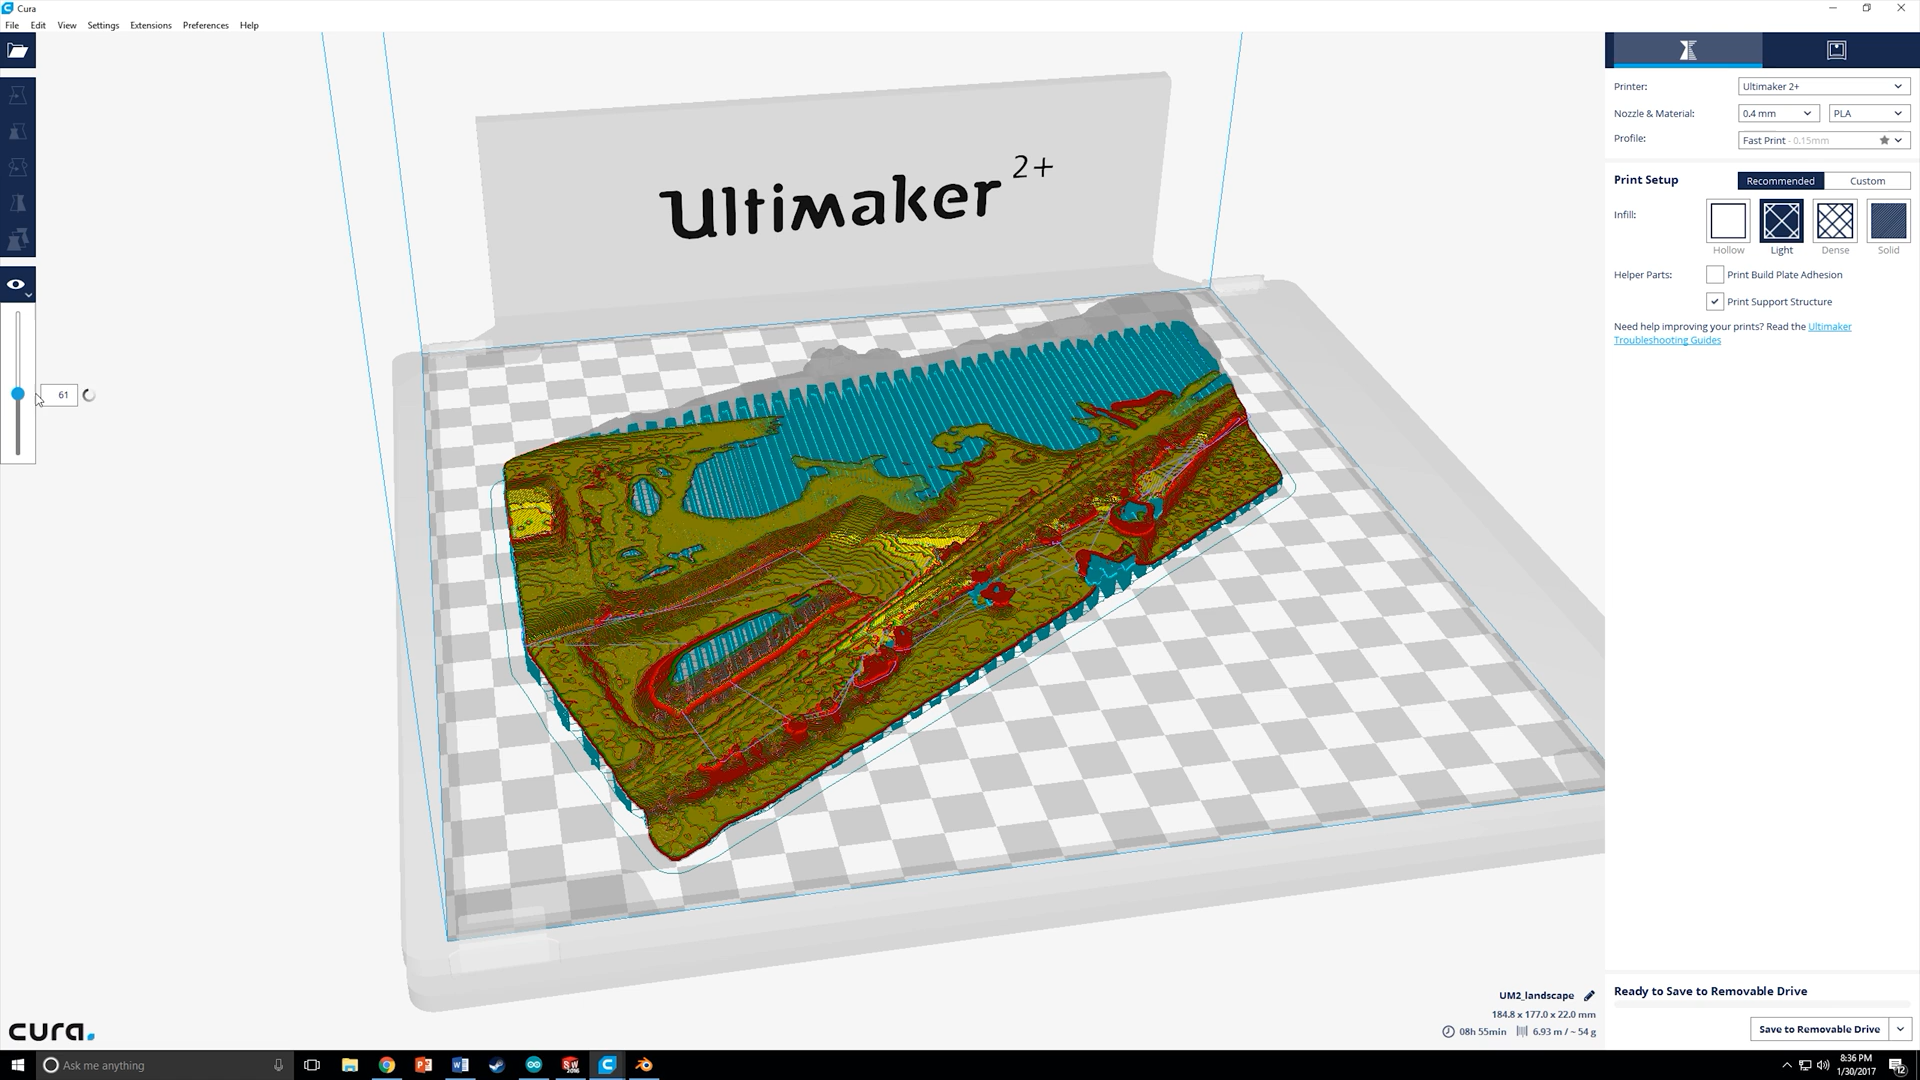 Cura
File Edit View Settings Extensions Preferences Help
Ultimaker 2+
61
Printer: Ultimaker 2+
Nozzle & Material: 0.4 mm PLA
Profile: Fast Print - 0.15mm
Print Setup Recommended Custom
Infill:
Hollow Light Dense Solid
Helper Parts: Print Build Plate Adhesion
Print Support Structure
Need help improving your prints? Read the Ultimaker
Troubleshooting Guides
UM2_landscape
184.8 x 177.0 x 22.0 mm
08h 55min 6.93 m / ~ 54 g
Ready to Save to Removable Drive
Save to Removable Drive
cura.
Ask me anything
8:36 PM
1/30/2017
12